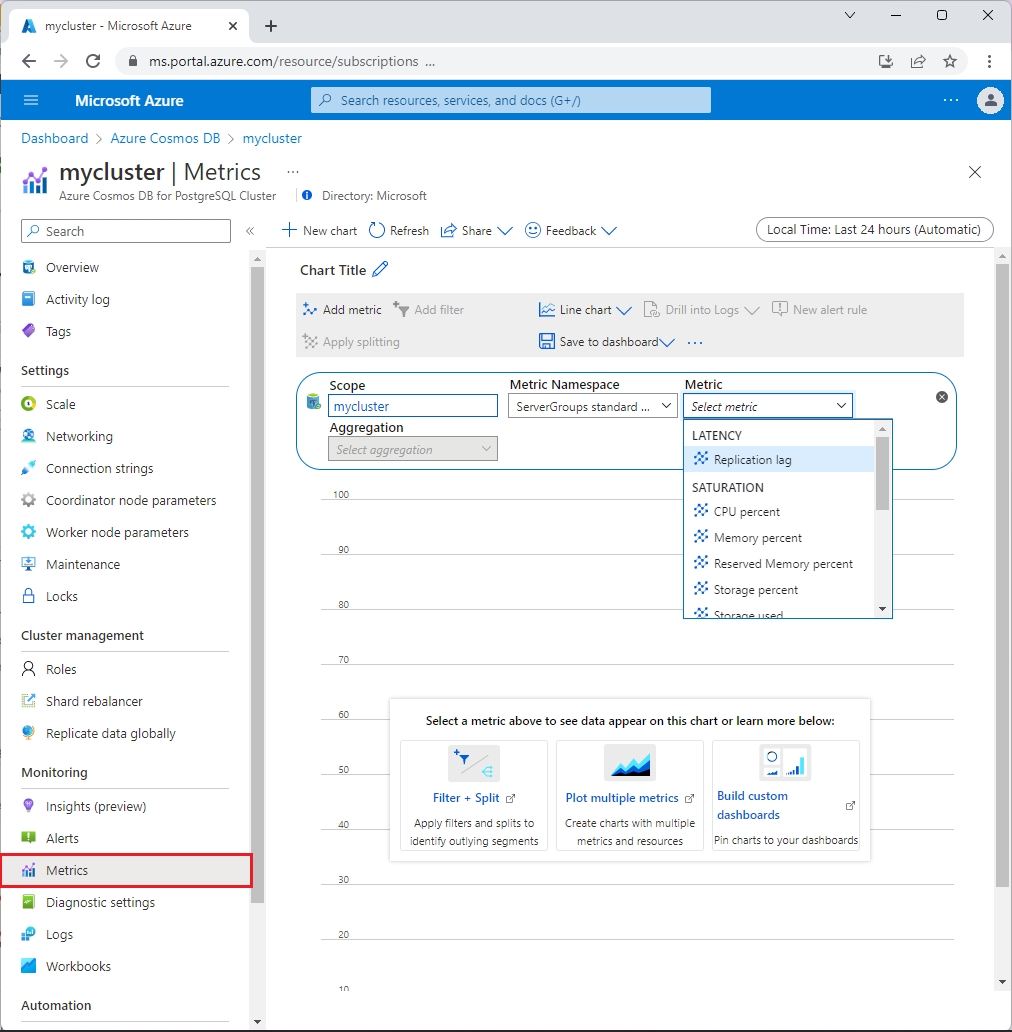 mycluster - Microsoft Azure
ms.portal.azure.com/resource/subscriptions ...
Microsoft Azure
Search resources, services, and docs (G+/)
...
Dashboard > Azure Cosmos DB > mycluster
mycluster | Metrics ...
Azure Cosmos DB for PostgreSQL Cluster
Directory: Microsoft
Search
«
New chart
Refresh
Share
Feedback
Local Time: Last 24 hours (Automatic)
Overview
Activity log
Tags
Settings
Scale
Networking
Connection strings
Coordinator node parameters
Worker node parameters
Maintenance
Locks
Cluster management
Roles
Shard rebalancer
Replicate data globally
Monitoring
Insights (preview)
Alerts
Metrics
Diagnostic settings
Logs
Workbooks
Automation
Chart Title
Add metric
Add filter
Line chart
Drill into Logs
New alert rule
Apply splitting
Save to dashboard
...
Scope
mycluster
Metric Namespace
ServerGroups standard ...
Metric
Select metric
Aggregation
Select aggregation
LATENCY
Replication lag
SATURATION
CPU percent
Memory percent
Reserved Memory percent
Storage percent
Storage used
100
90
80
70
60
50
40
30
20
10
Select a metric above to see data appear on this chart or learn more below:
Filter + Split
Apply filters and splits to
identify outlying segments
Plot multiple metrics
Create charts with multiple
metrics and resources
Build custom
dashboards
Pin charts to your dashboards